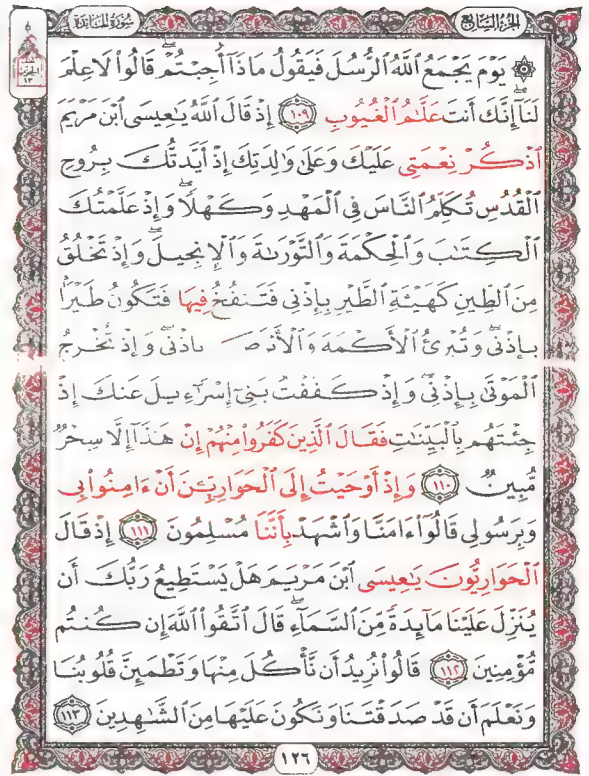 الجزء السابع
سورة المائدة
۞ يَوْمَ يَجْمَعُ ٱللَّهُ ٱلرُّسُلَ فَيَقُولُ مَاذَآ أُجِبْتُمْ ۖ قَالُوا۟ لَا عِلْمَ
لَنَآ ۖ إِنَّكَ أَنتَ عَلَّـٰمُ ٱلْغُيُوبِ ١٠٩ إِذْ قَالَ ٱللَّهُ يَـٰعِيسَى ٱبْنَ مَرْيَمَ
ٱذْكُرْ نِعْمَتِى عَلَيْكَ وَعَلَىٰ وَٰلِدَتِكَ إِذْ أَيَّدتُّكَ بِرُوحِ
ٱلْقُدُسِ تُكَلِّمُ ٱلنَّاسَ فِى ٱلْمَهْدِ وَكَهْلًا ۖ وَإِذْ عَلَّمْتُكَ
ٱلْكِتَـٰبَ وَٱلْحِكْمَةَ وَٱلتَّوْرَىٰةَ وَٱلْإِنجِيلَ ۖ وَإِذْ تَخْلُقُ
مِنَ ٱلطِّينِ كَهَيْـَٔةِ ٱلطَّيْرِ بِإِذْنِى فَتَنفُخُ فِيهَا فَتَكُونُ طَيْرًۢا
بِإِذْنِى ۖ وَتُبْرِئُ ٱلْأَكْمَهَ وَٱلْأَبْرَصَ بِإِذْنِى ۖ وَإِذْ تُخْرِجُ
ٱلْمَوْتَىٰ بِإِذْنِى ۖ وَإِذْ كَفَفْتُ بَنِىٓ إِسْرَٰٓءِيلَ عَنكَ إِذْ
جِئْتَهُم بِٱلْبَيِّنَـٰتِ فَقَالَ ٱلَّذِينَ كَفَرُوا۟ مِنْهُمْ إِنْ هَـٰذَآ إِلَّا سِحْرٌ
مُّبِينٌ ١١٠ وَإِذْ أَوْحَيْتُ إِلَى ٱلْحَوَارِيِّـۧنَ أَنْ ءَامِنُوا۟ بِى
وَبِرَسُولِى قَالُوٓا۟ ءَامَنَّا وَٱشْهَدْ بِأَنَّنَا مُسْلِمُونَ ١١١ إِذْ قَالَ
ٱلْحَوَارِيُّونَ يَـٰعِيسَى ٱبْنَ مَرْيَمَ هَلْ يَسْتَطِيعُ رَبُّكَ أَن
يُنَزِّلَ عَلَيْنَا مَآئِدَةً مِّنَ ٱلسَّمَآءِ ۖ قَالَ ٱتَّقُوا۟ ٱللَّهَ إِن كُنتُم
مُّؤْمِنِينَ ١١٢ قَالُوا۟ نُرِيدُ أَن نَّأْكُلَ مِنْهَا وَتَطْمَئِنَّ قُلُوبُنَا
وَنَعْلَمَ أَن قَدْ صَدَقْتَنَا وَنَكُونَ عَلَيْهَا مِنَ ٱلشَّـٰهِدِينَ ١١٣
١٢٦